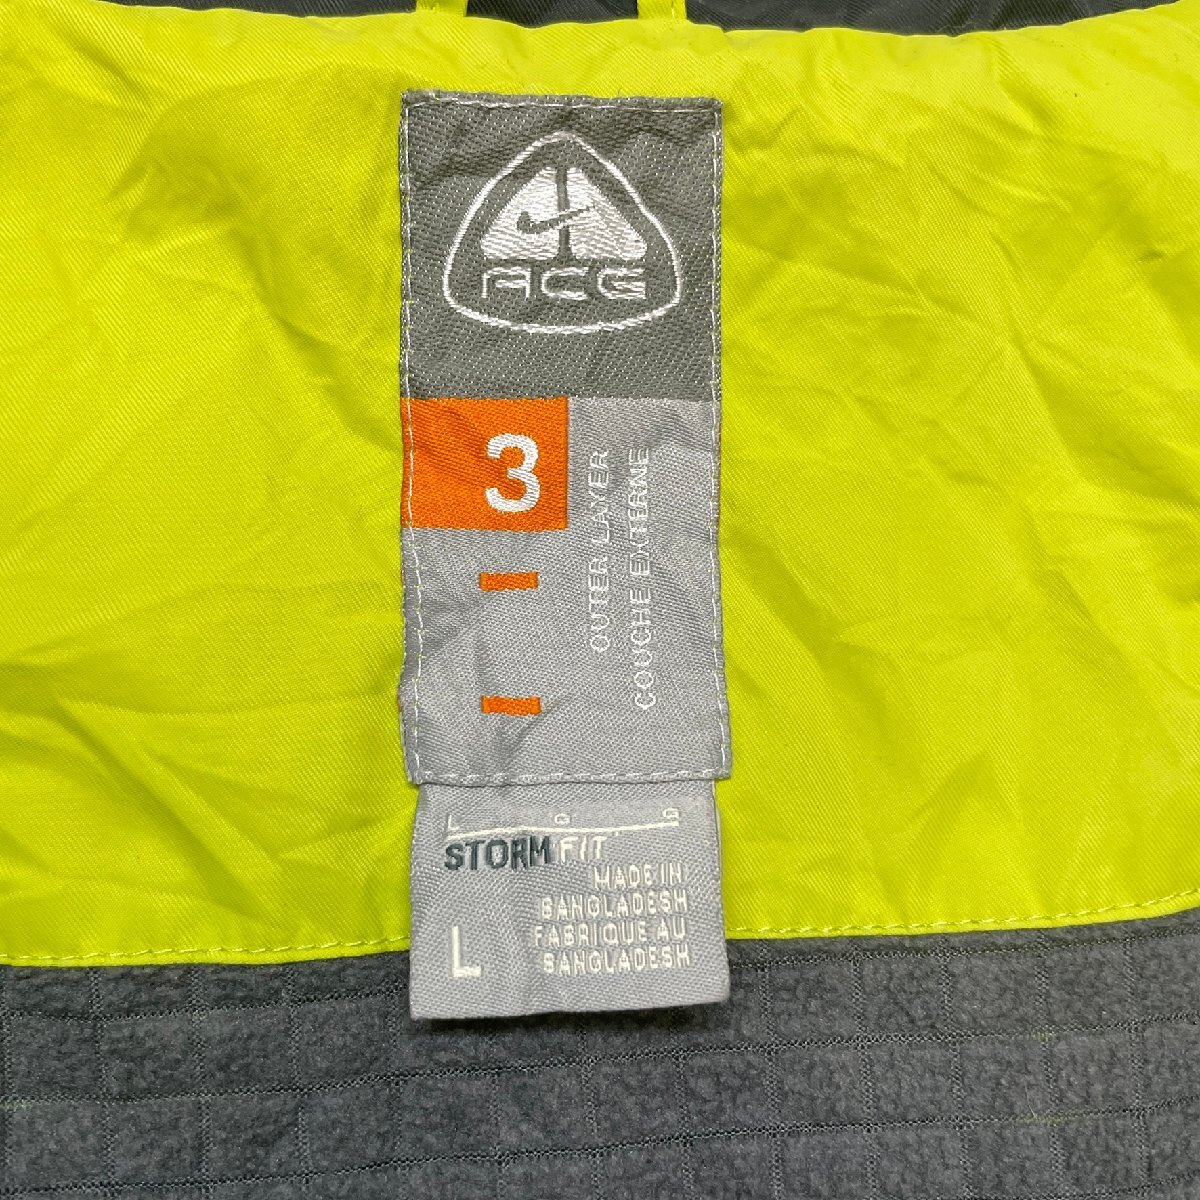 ACG
3
OUTER LAYER
COUCHE EXTERNE
L G G
STORM FIT
MADE IN
BANGLADESH
FABRIQUE AU
BANGLADESH
L